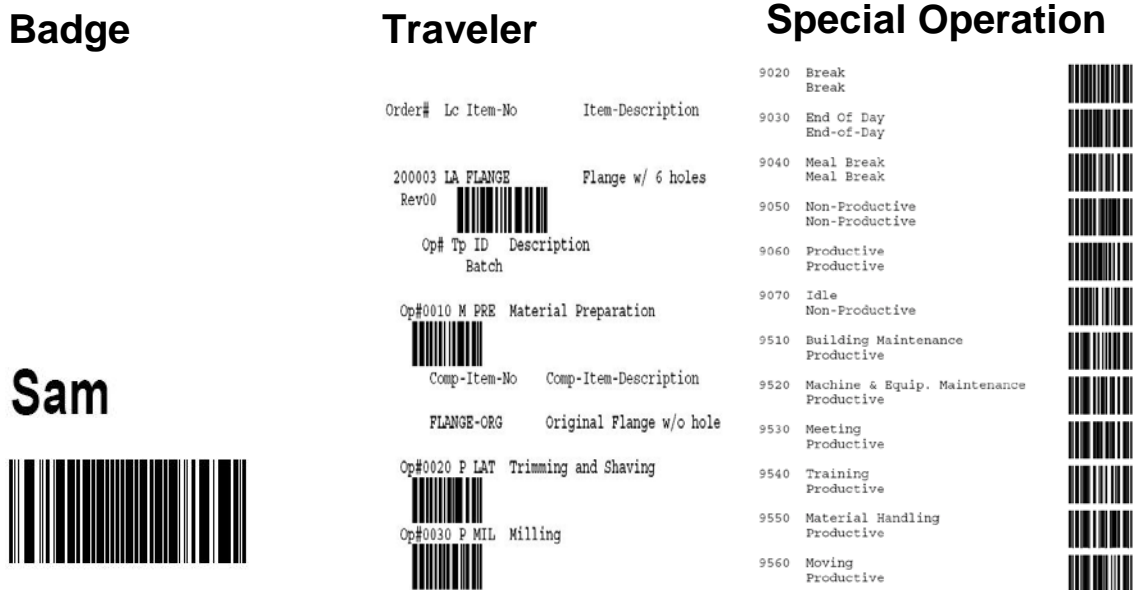 Badge
Sam
Traveler
Order# Lc Item-No Item-Description
200003 LA FLANGE Flange w/ 6 holes
Rev00
Op# Tp ID Description
Batch
Op#0010 M PRE Material Preparation
Comp-Item-No Comp-Item-Description
FLANGE-ORG Original Flange w/o hole
Op#0020 P LAT Trimming and Shaving
Op#0030 P MIL Milling
Special Operation
9020 Break
Break
9030 End Of Day
End-of-Day
9040 Meal Break
Meal Break
9050 Non-Productive
Non-Productive
9060 Productive
Productive
9070 Idle
Non-Productive
9510 Building Maintenance
Productive
9520 Machine & Equip. Maintenance
Productive
9530 Meeting
Productive
9540 Training
Productive
9550 Material Handling
Productive
9560 Moving
Productive